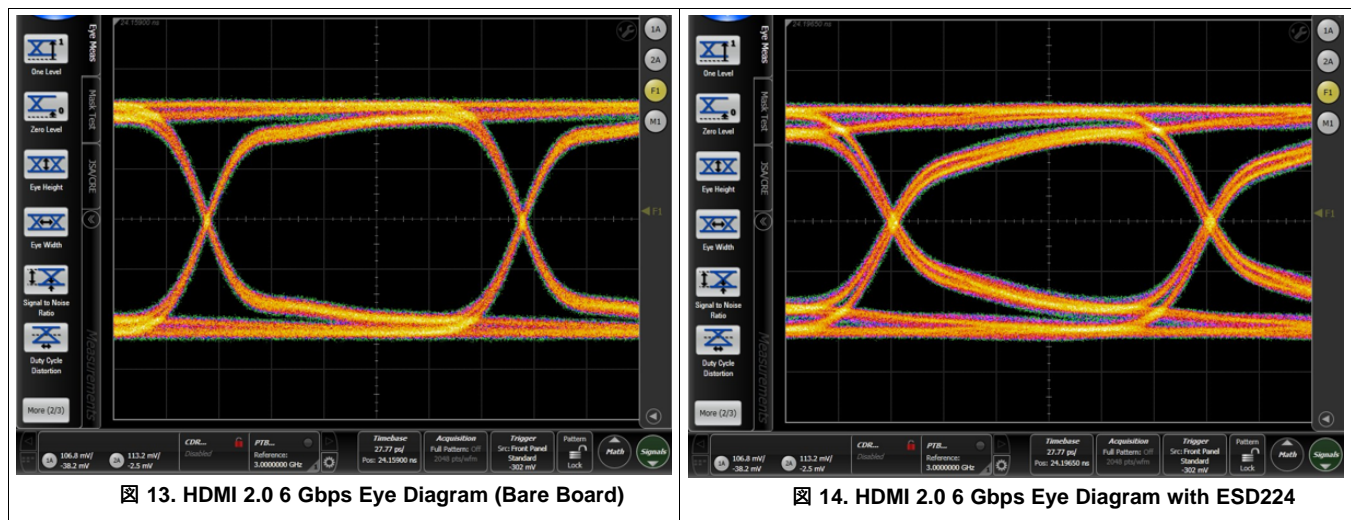 24.15900 ns
Eye Meas
Mask Test
JSA/CRE
Measurements
One Level
Zero Level
Eye Height
Eye Width
Signal to Noise
Ratio
Duty Cycle
Distortion
More (2/3)
1A
2A
F1
M1
F1
1A
106.8 mV/
-38.2 mV
2A
113.2 mV/
-2.5 mV
CDR...
Disabled
PTB...
Reference:
3.0000000 GHz
Timebase
27.77 ps/
Pos: 24.15900 ns
Acquisition
Full Pattern: Off
2048 pts/wfm
Trigger
Src: Front Panel
Standard
-302 mV
Pattern
Lock
Math
Signals
図 13. HDMI 2.0 6 Gbps Eye Diagram (Bare Board)
24.19650 ns
Eye Meas
Mask Test
JSA/CRE
Measurements
One Level
Zero Level
Eye Height
Eye Width
Signal to Noise
Ratio
Duty Cycle
Distortion
More (2/3)
1A
2A
F1
M1
F1
1A
106.8 mV/
-38.2 mV
2A
113.2 mV/
-2.5 mV
CDR...
Disabled
PTB...
Reference:
3.0000000 GHz
Timebase
27.77 ps/
Pos: 24.19650 ns
Acquisition
Full Pattern: Off
2048 pts/wfm
Trigger
Src: Front Panel
Standard
-302 mV
Pattern
Lock
Math
Signals
図 14. HDMI 2.0 6 Gbps Eye Diagram with ESD224